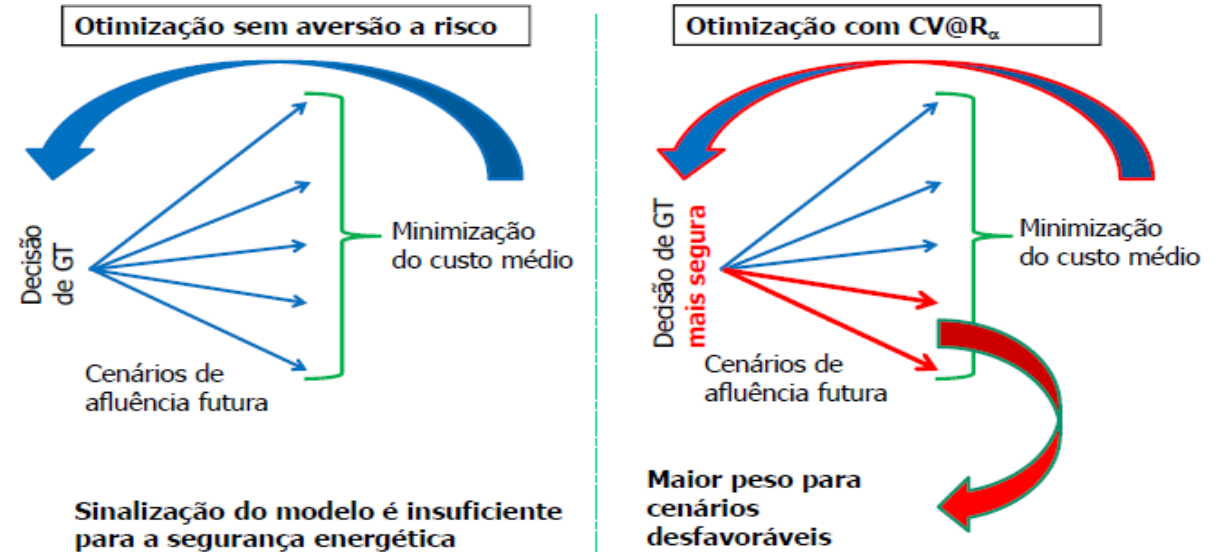 Otimização sem aversão a risco
Decisão
de GT
Minimização
do custo médio
Cenários de
afluência futura
Sinalização do modelo é insuficiente
para a segurança energética
Otimização com CV@Rα
Decisão de GT
mais segura
Minimização
do custo médio
Cenários de
afluência futura
Maior peso para
cenários
desfavoráveis